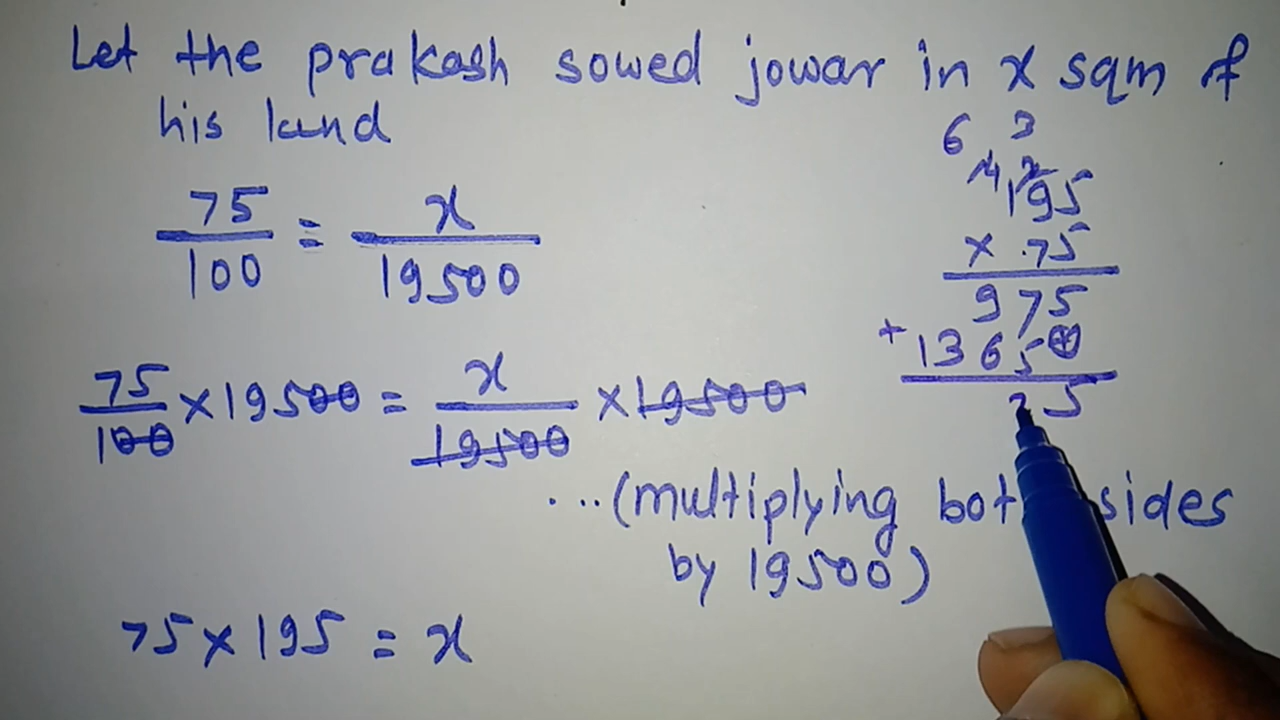 Let the prakash sowed jowar in x sqm of
his land
75/100 = x/19500
75/100 × 19500 = x/19500 × 19500
...(multiplying both sides
by 19500)
75 × 195 = x
6 3
4 2
195
× 75
975
+ 1365
25